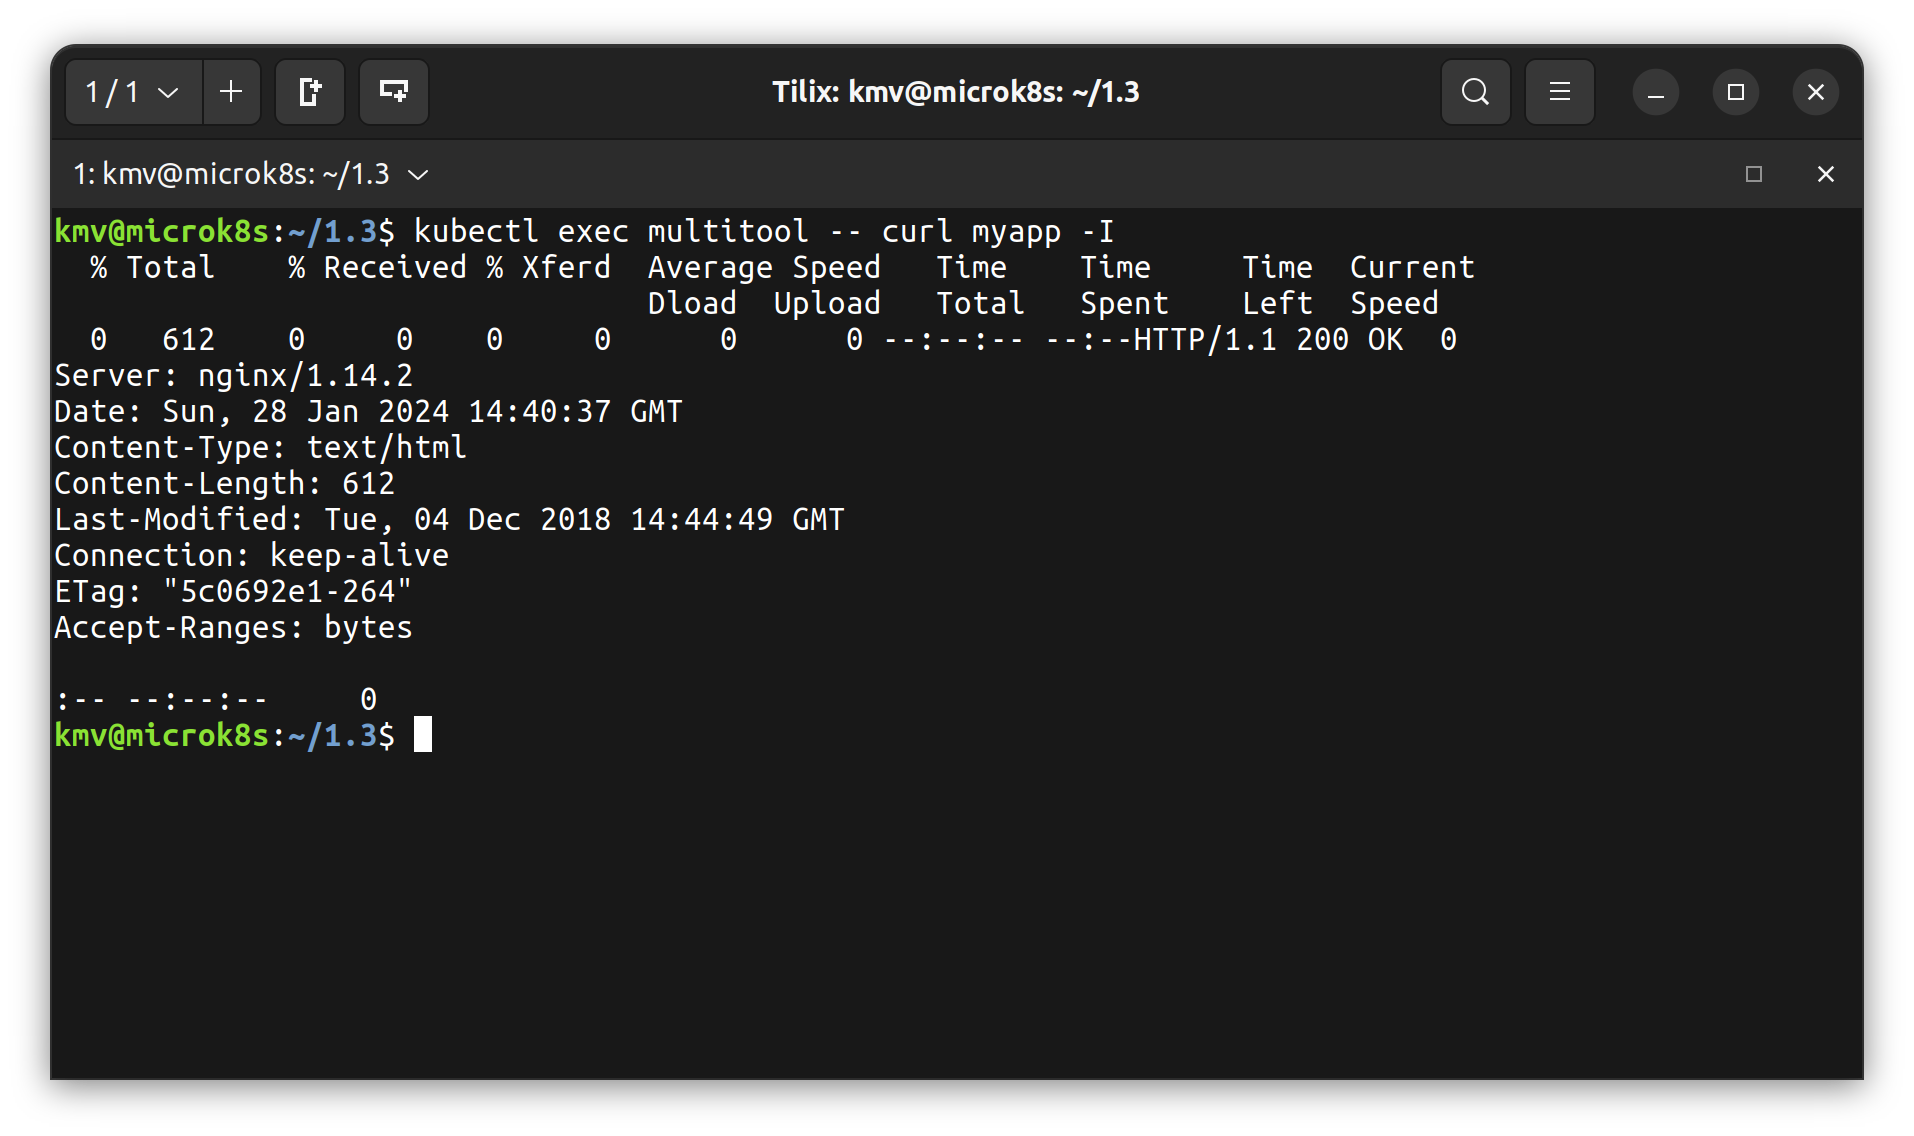 1 / 1
Tilix: kmv@microk8s: ~/1.3
1: kmv@microk8s: ~/1.3
kmv@microk8s:~/1.3$ kubectl exec multitool -- curl myapp -I
  % Total    % Received % Xferd  Average Speed   Time    Time     Time  Current
                                 Dload  Upload   Total   Spent    Left  Speed
  0   612    0     0    0     0      0      0 --:--:-- --:--HTTP/1.1 200 OK  0
Server: nginx/1.14.2
Date: Sun, 28 Jan 2024 14:40:37 GMT
Content-Type: text/html
Content-Length: 612
Last-Modified: Tue, 04 Dec 2018 14:44:49 GMT
Connection: keep-alive
ETag: "5c0692e1-264"
Accept-Ranges: bytes
:-- --:--:--     0
kmv@microk8s:~/1.3$